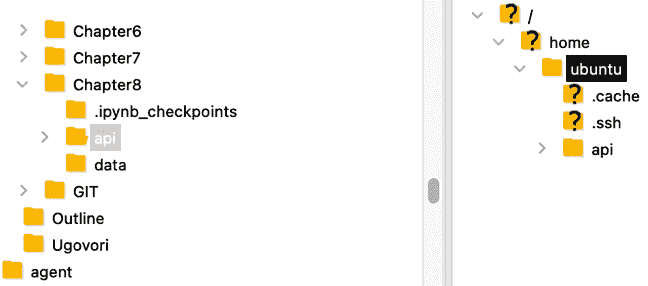 Chapter6
Chapter7
Chapter8
.ipynb_checkpoints
api
data
GIT
Outline
Ugovori
agent
/
home
ubuntu
.cache
.ssh
api